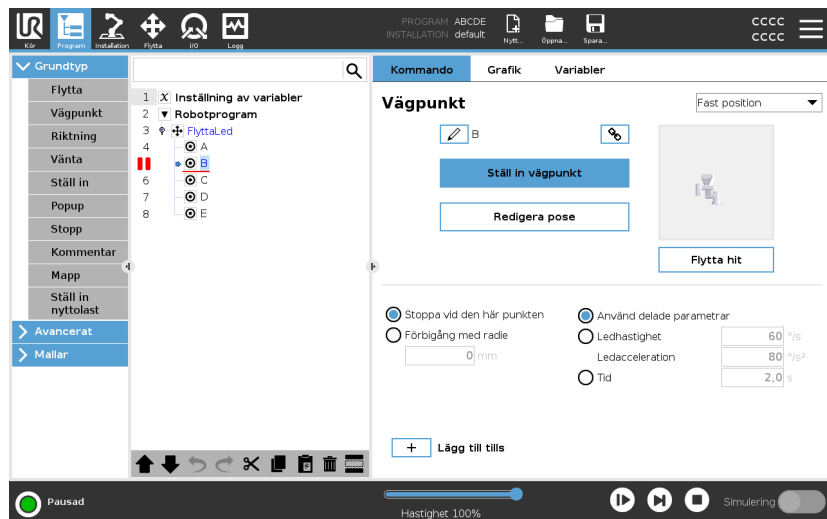 PROGRAM ABCDE
INSTALLATION default
cccc
cccc
Kör Program Installation Flytta I/O Logg Nytt... Öppna... Spara...
Grundtyp
Flytta
Vägpunkt
Riktning
Vänta
Ställ in
Popup
Stopp
Kommentar
Mapp
Ställ in
nyttolast
Avancerat
Mallar
1 X Inställning av variabler
2 Robotprogram
3 FlyttaLed
4 A
B
6 C
7 D
8 E
Kommando Grafik Variabler
Vägpunkt
Fast position
B
Ställ in vägpunkt
Redigera pose
Flytta hit
Stoppa vid den här punkten
Förbigång med radie
0 mm
Använd delade parametrar
Ledhastighet 60 °/s
Ledacceleration 80 °/s²
Tid 2,0 s
+ Lägg till tills
Pausad
Hastighet 100%
Simulering